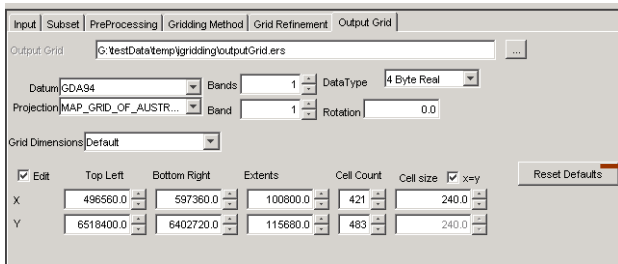 Input Subset PreProcessing Gridding Method Grid Refinement Output Grid
Output Grid G:\testData\temp\jgridding\outputGrid.ers ...
Datum GDA94 Bands 1 DataType 4 Byte Real
Projection MAP_GRID_OF_AUSTR... Band 1 Rotation 0.0
Grid Dimensions Default
Edit Top Left Bottom Right Extents Cell Count Cell size x=y Reset Defaults
X 496560.0 597360.0 100800.0 421 240.0
Y 6518400.0 6402720.0 115680.0 483 240.0